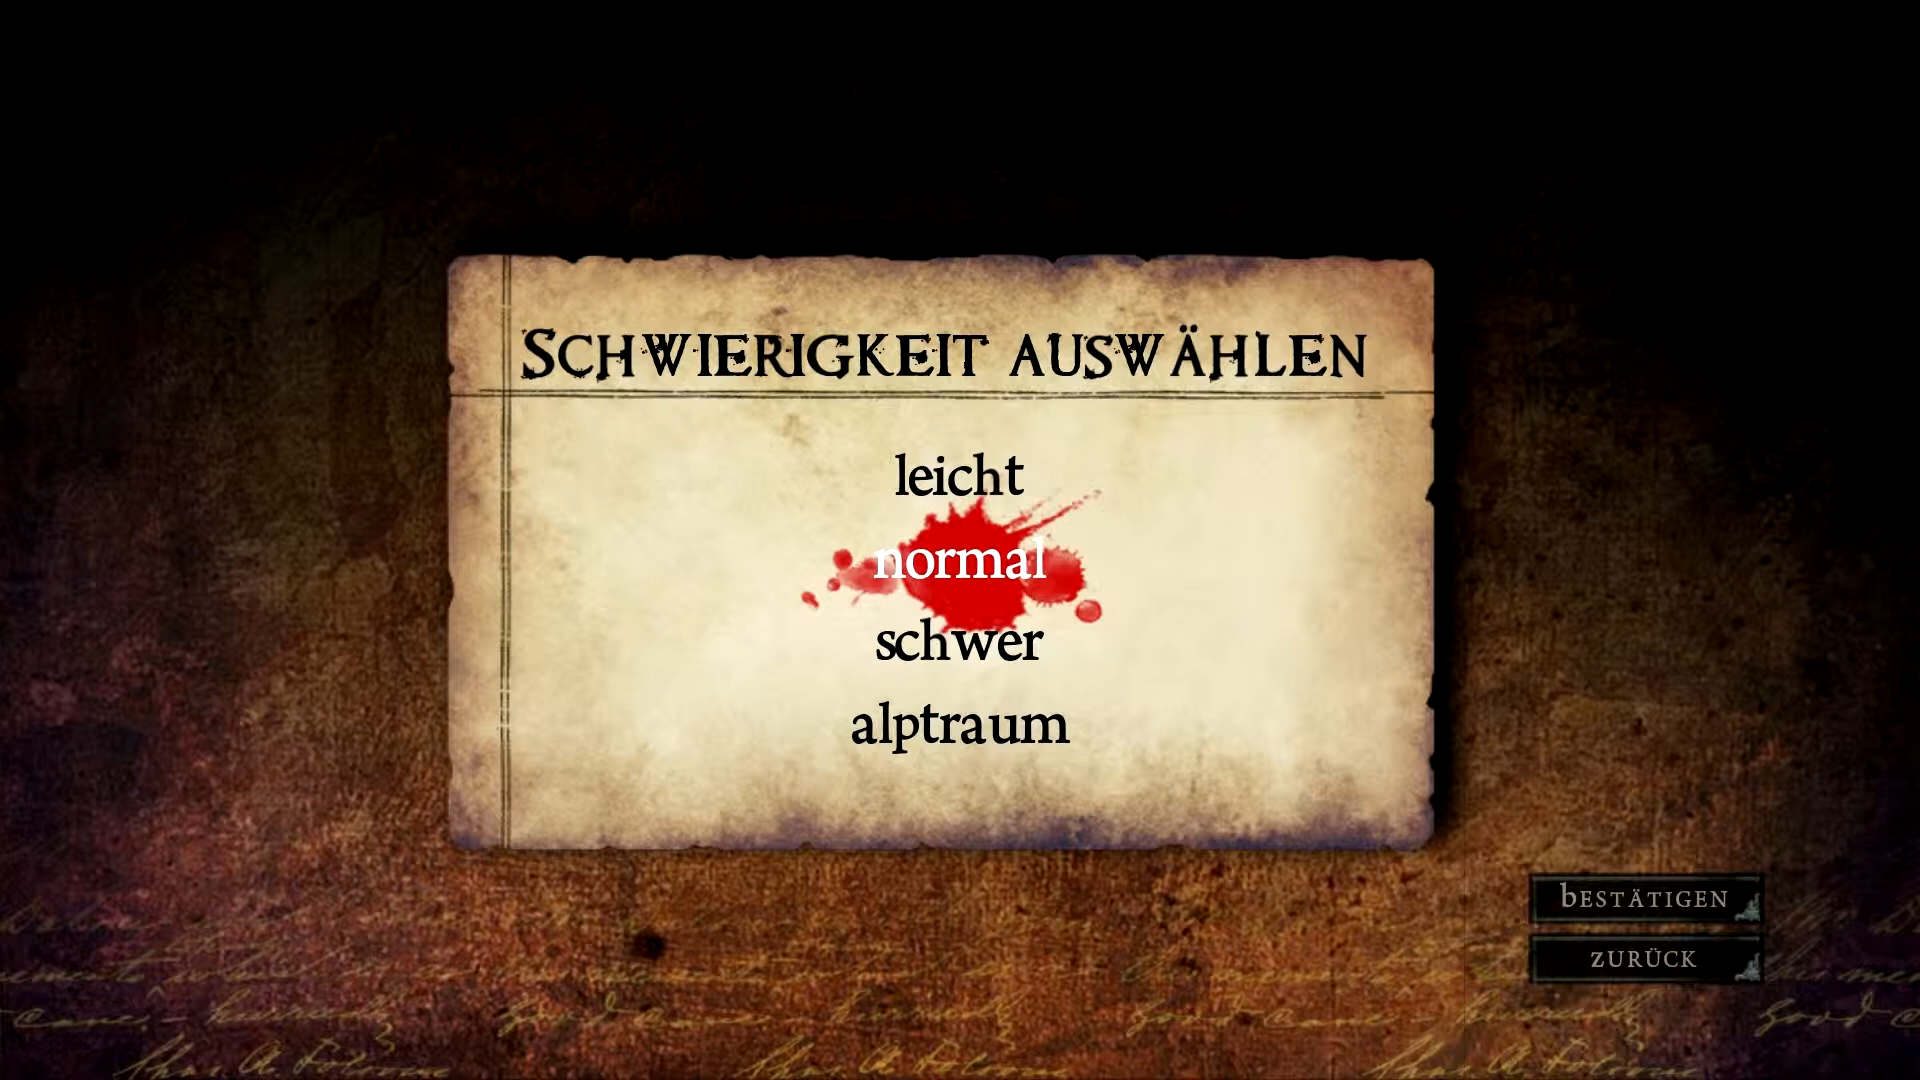 Schwierigkeit auswählen
leicht
normal
schwer
alptraum
bestätigen
zurück